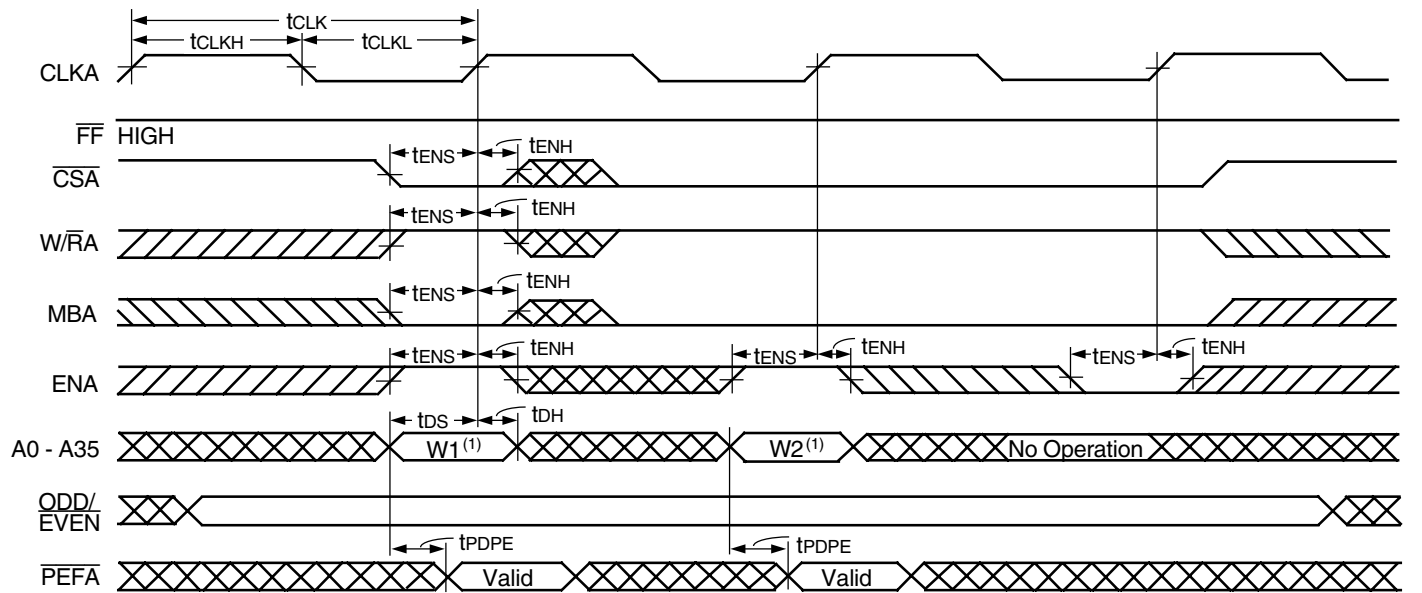 tCLK
tCLKH tCLKL
CLKA
FF HIGH
tENS tENH
CSA
tENS tENH
W/RA
tENS tENH
MBA
tENS tENH tENS tENH tENS tENH
ENA
tDS tDH
A0 - A35 W1(1) W2(1) No Operation
ODD/
EVEN
tPDPE tPDPE
PEFA Valid Valid